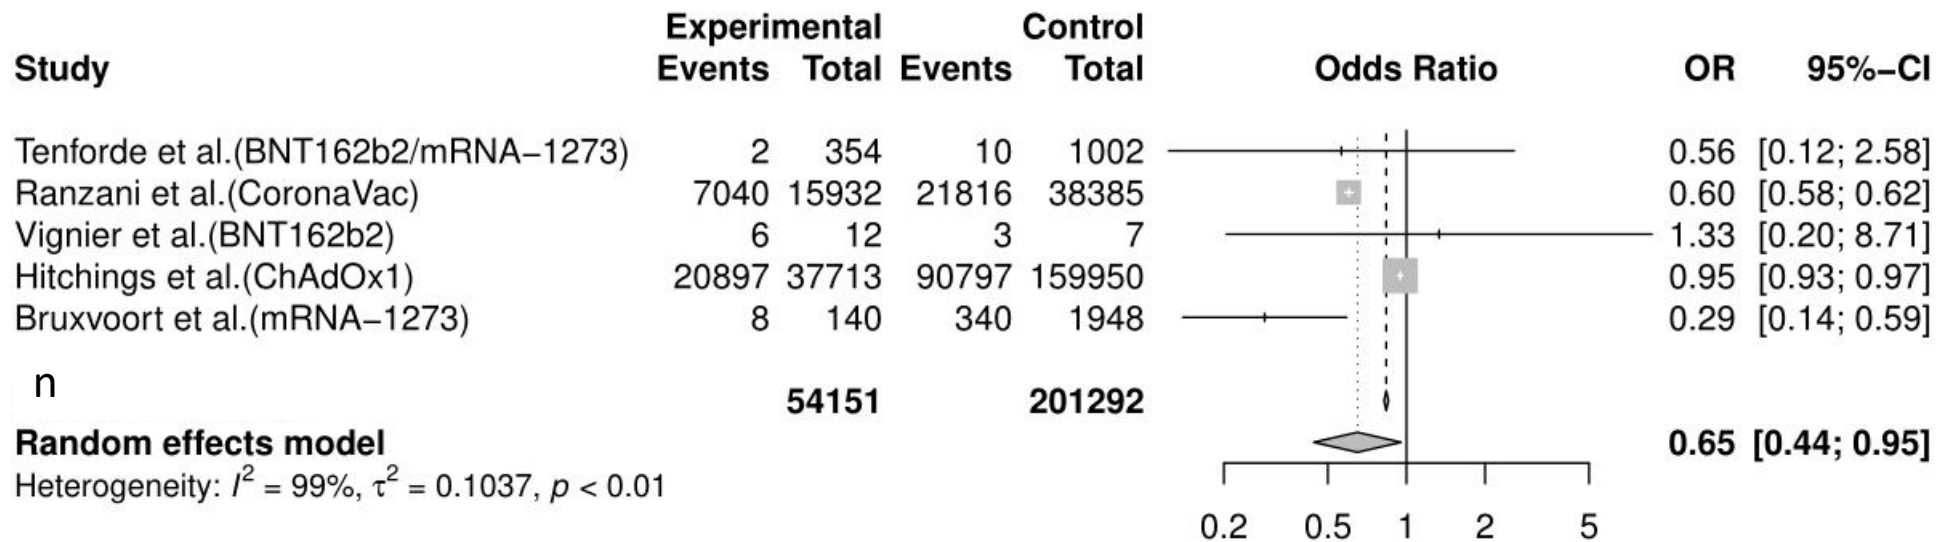 Experimental Control
Study Events Total Events Total Odds Ratio OR 95%–CI
Tenforde et al.(BNT162b2/mRNA–1273) 2 354 10 1002 0.56 [0.12; 2.58]
Ranzani et al.(CoronaVac) 7040 15932 21816 38385 0.60 [0.58; 0.62]
Vignier et al.(BNT162b2) 6 12 3 7 1.33 [0.20; 8.71]
Hitchings et al.(ChAdOx1) 20897 37713 90797 159950 0.95 [0.93; 0.97]
Bruxvoort et al.(mRNA–1273) 8 140 340 1948 0.29 [0.14; 0.59]
n
54151 201292
Random effects model 0.65 [0.44; 0.95]
Heterogeneity: I² = 99%, τ² = 0.1037, p < 0.01
0.2 0.5 1 2 5